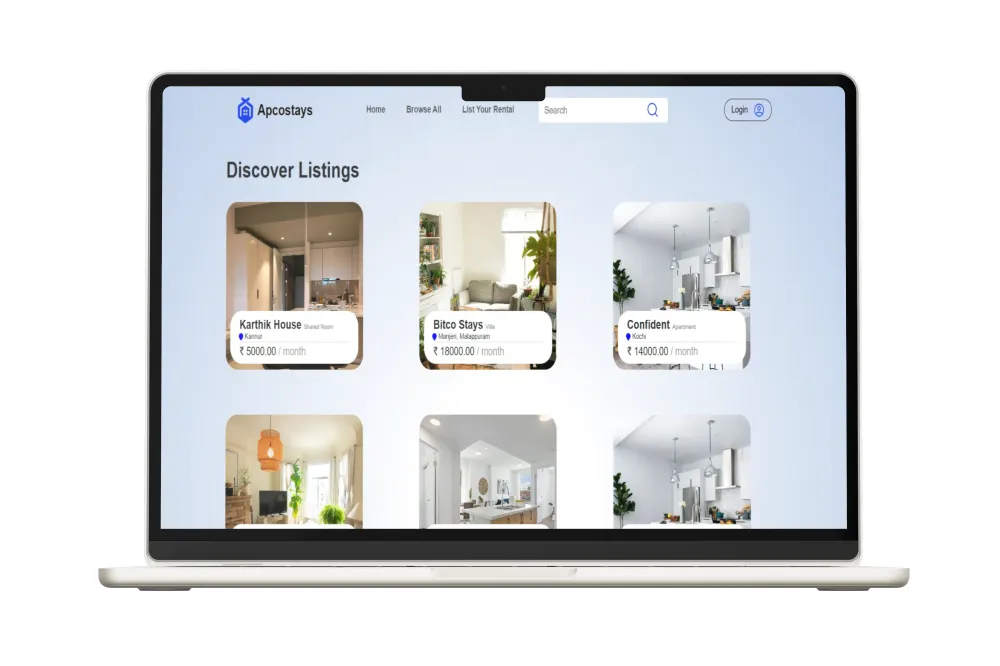 Apcostays
Home
Browse All
List Your Rental
Search
Login
Discover Listings
Karthik House Shared Room
Kannur
₹ 5000.00 / month
Bitco Stays Villa
Manjeri, Malappuram
₹ 18000.00 / month
Confident Apartment
Kochi
₹ 14000.00 / month